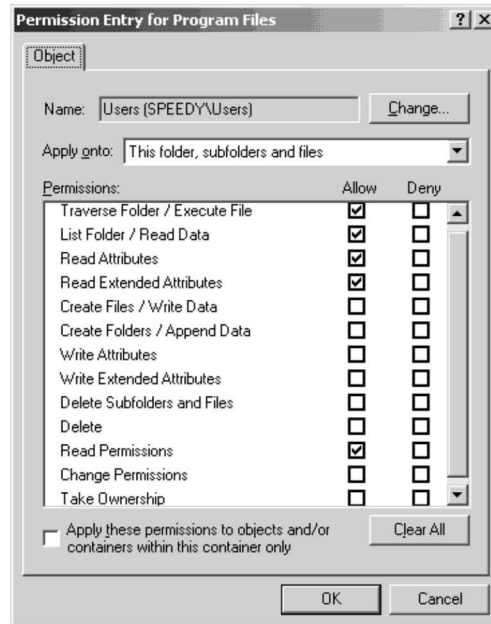 Permission Entry for Program Files
Object
Name: Users (SPEEDY\Users) Change...
Apply onto: This folder, subfolders and files
Permissions: Allow Deny
Traverse Folder / Execute File
List Folder / Read Data
Read Attributes
Read Extended Attributes
Create Files / Write Data
Create Folders / Append Data
Write Attributes
Write Extended Attributes
Delete Subfolders and Files
Delete
Read Permissions
Change Permissions
Take Ownership
Apply these permissions to objects and/or Clear All
containers within this container only
OK Cancel